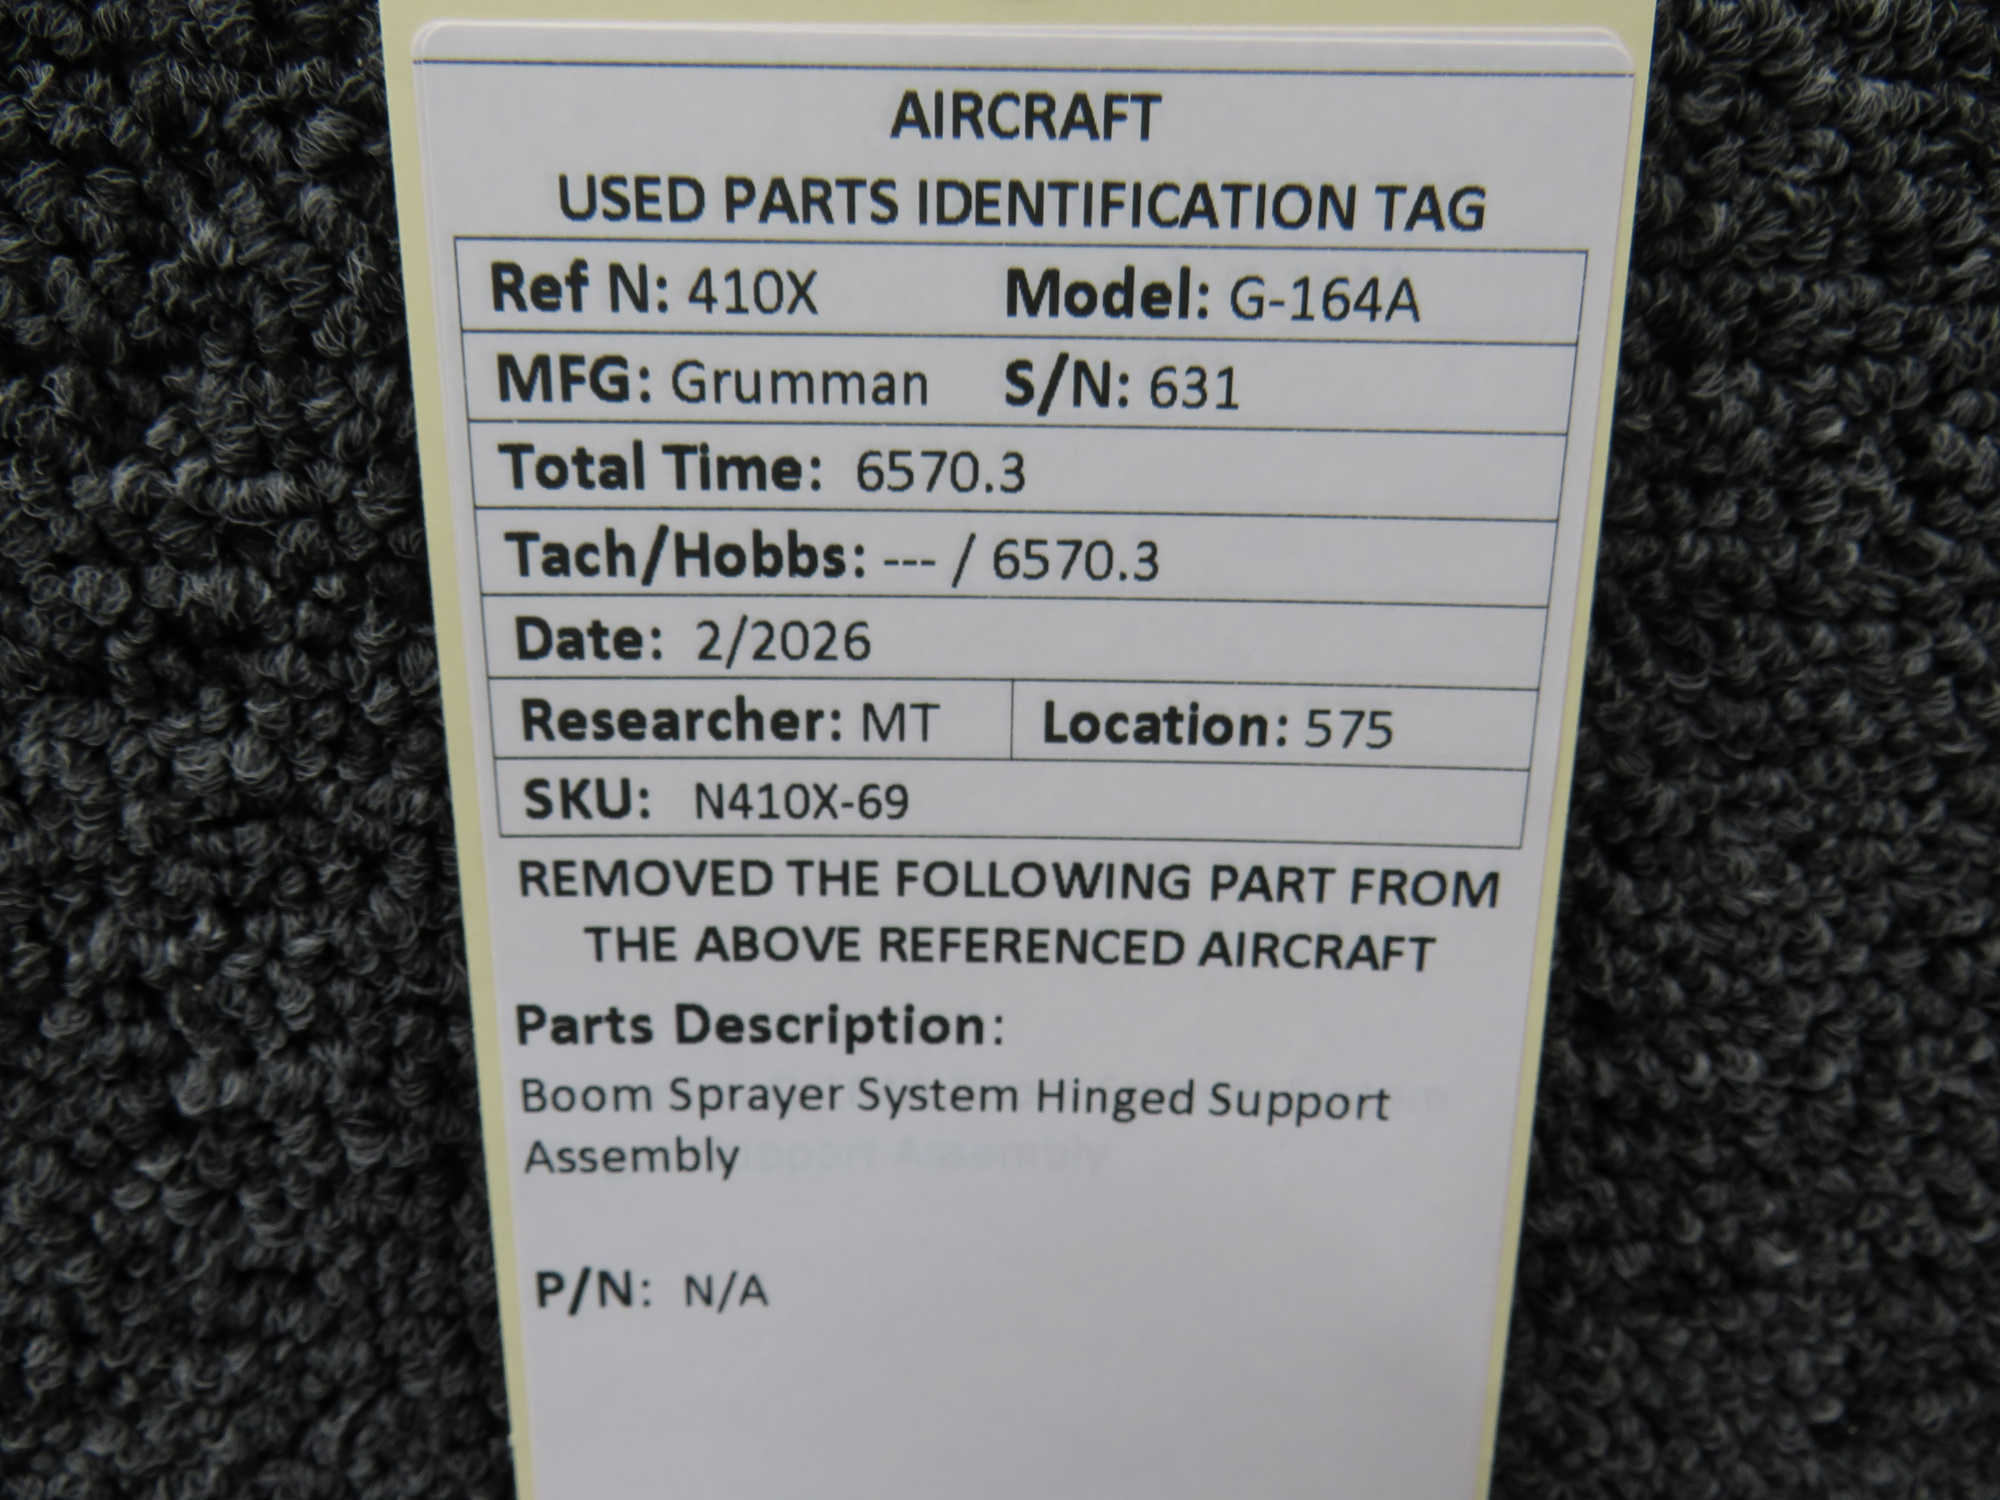 AIRCRAFT
USED PARTS IDENTIFICATION TAG
Ref N: 410X Model: G-164A
MFG: Grumman S/N: 631
Total Time: 6570.3
Tach/Hobbs: --- / 6570.3
Date: 2/2026
Researcher: MT Location: 575
SKU: N410X-69
REMOVED THE FOLLOWING PART FROM
THE ABOVE REFERENCED AIRCRAFT
Parts Description:
Boom Sprayer System Hinged Support
Assembly
P/N: N/A